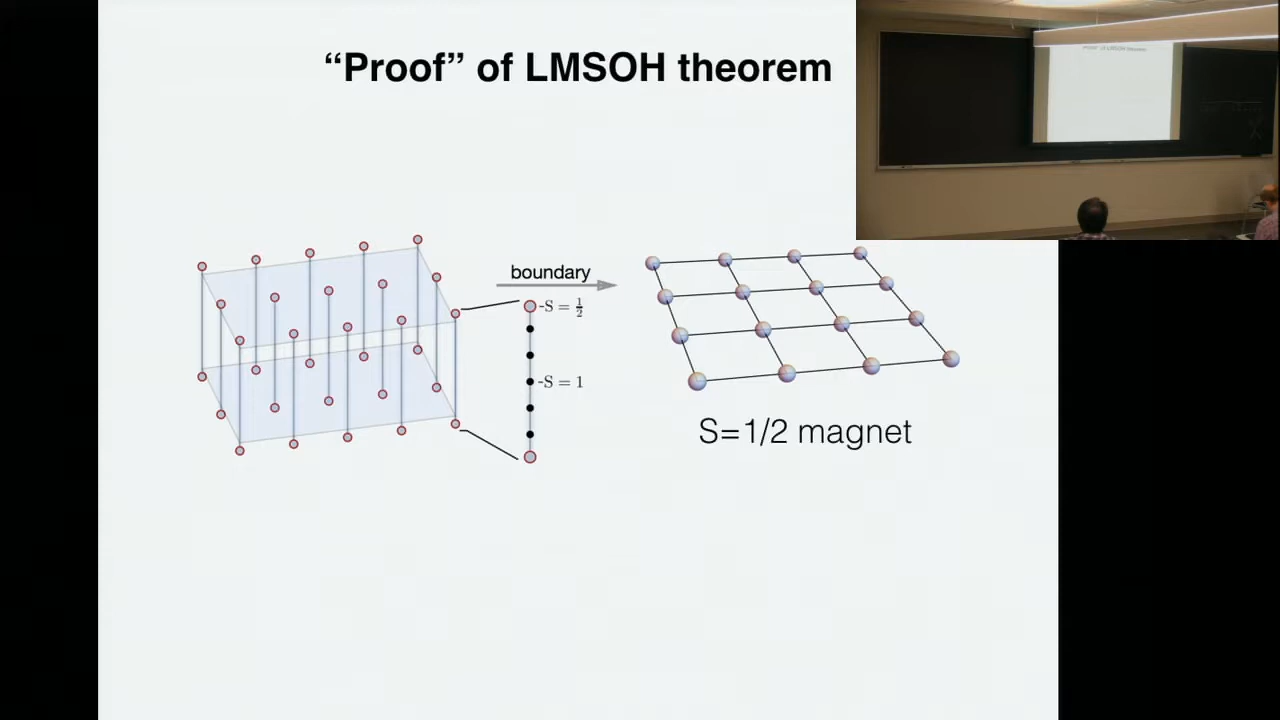 “Proof” of LMSOH theorem
boundary
-S = 1/2
-S = 1
S=1/2 magnet